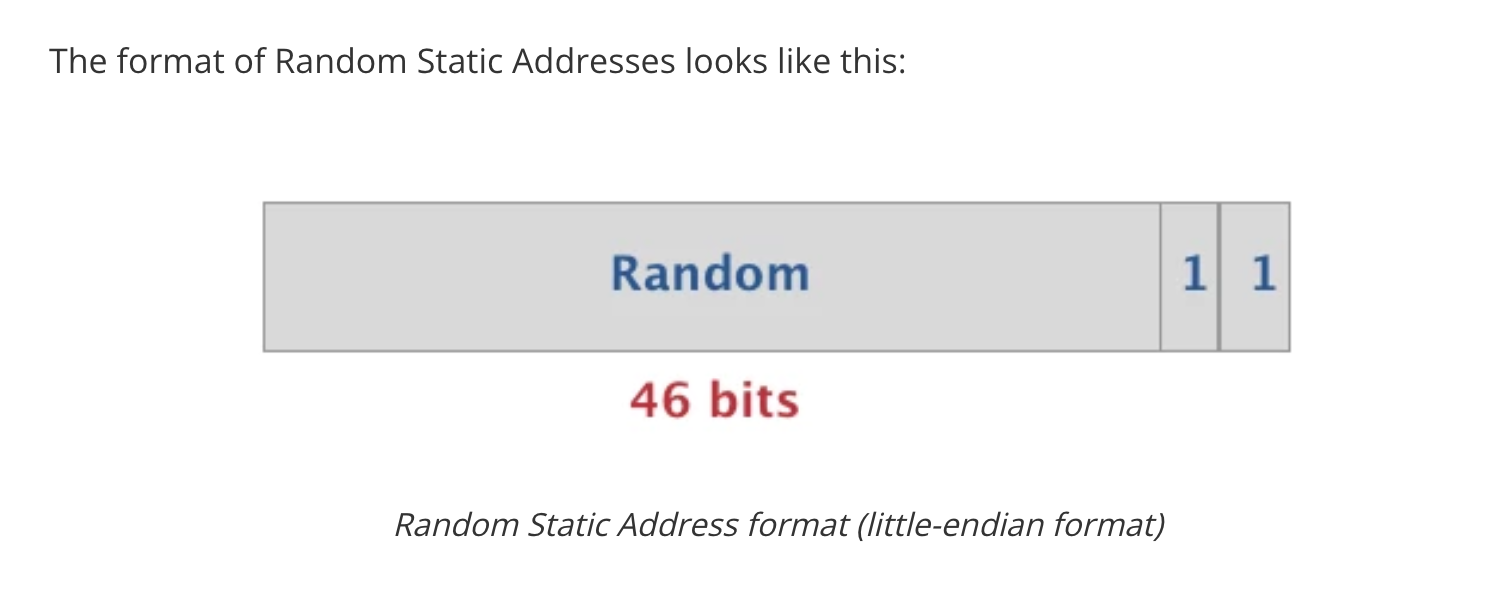 The format of Random Static Addresses looks like this:
Random 1 1
46 bits
Random Static Address format (little-endian format)